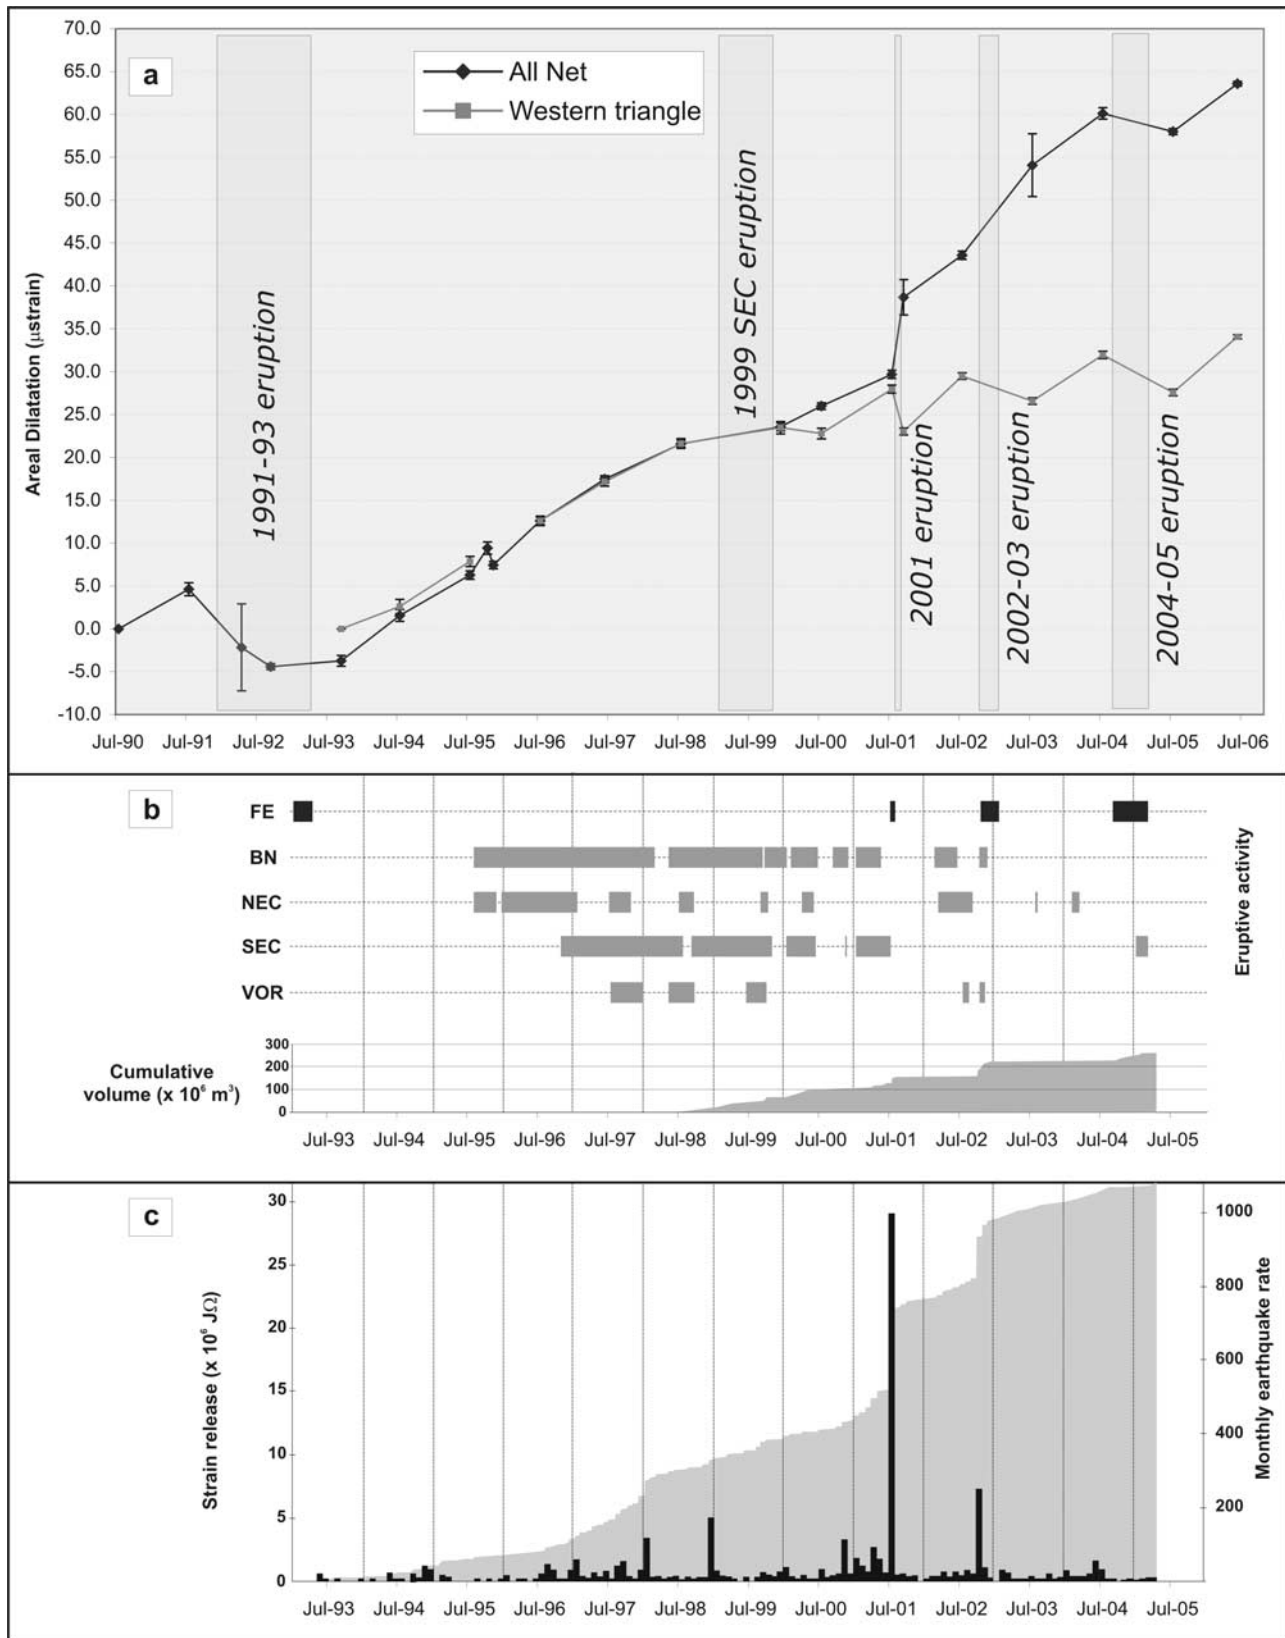 70.0
65.0
60.0
55.0
50.0
45.0
40.0
35.0
30.0
25.0
20.0
15.0
10.0
5.0
0.0
-5.0
-10.0
Areal Dilatation (μstrain)
a
All Net
Western triangle
1991-93 eruption
1999 SEC eruption
2001 eruption
2002-03 eruption
2004-05 eruption
Jul-90 Jul-91 Jul-92 Jul-93 Jul-94 Jul-95 Jul-96 Jul-97 Jul-98 Jul-99 Jul-00 Jul-01 Jul-02 Jul-03 Jul-04 Jul-05 Jul-06
b
FE
BN
NEC
SEC
VOR
Eruptive activity
Cumulative
volume (x 10⁶ m³)
300
200
100
0
Jul-93 Jul-94 Jul-95 Jul-96 Jul-97 Jul-98 Jul-99 Jul-00 Jul-01 Jul-02 Jul-03 Jul-04 Jul-05
c
Strain release (x 10⁶ JΩ)
30
25
20
15
10
5
0
1000
800
600
400
200
Monthly earthquake rate
Jul-93 Jul-94 Jul-95 Jul-96 Jul-97 Jul-98 Jul-99 Jul-00 Jul-01 Jul-02 Jul-03 Jul-04 Jul-05